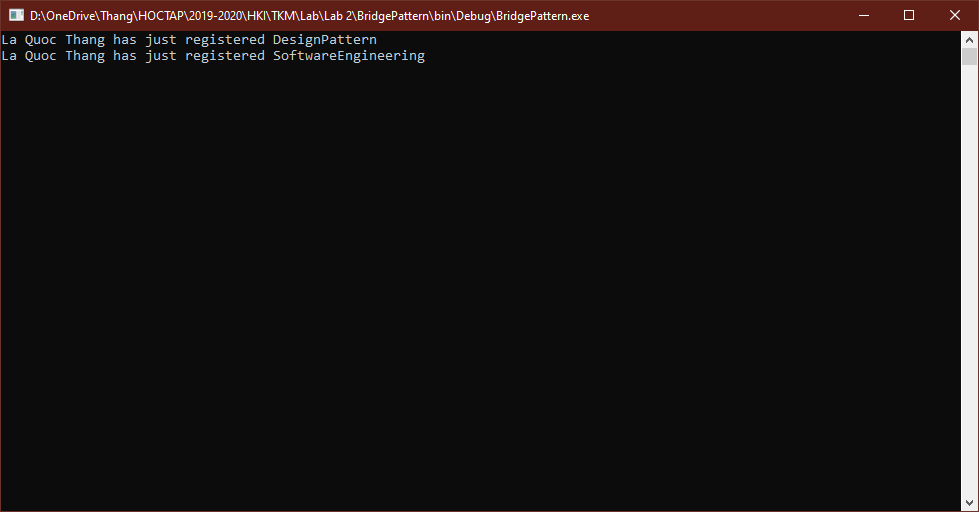 D:\OneDrive\Thang\HOCTAP\2019-2020\HKI\TKM\Lab\Lab 2\BridgePattern\bin\Debug\BridgePattern.exe
La Quoc Thang has just registered DesignPattern
La Quoc Thang has just registered SoftwareEngineering